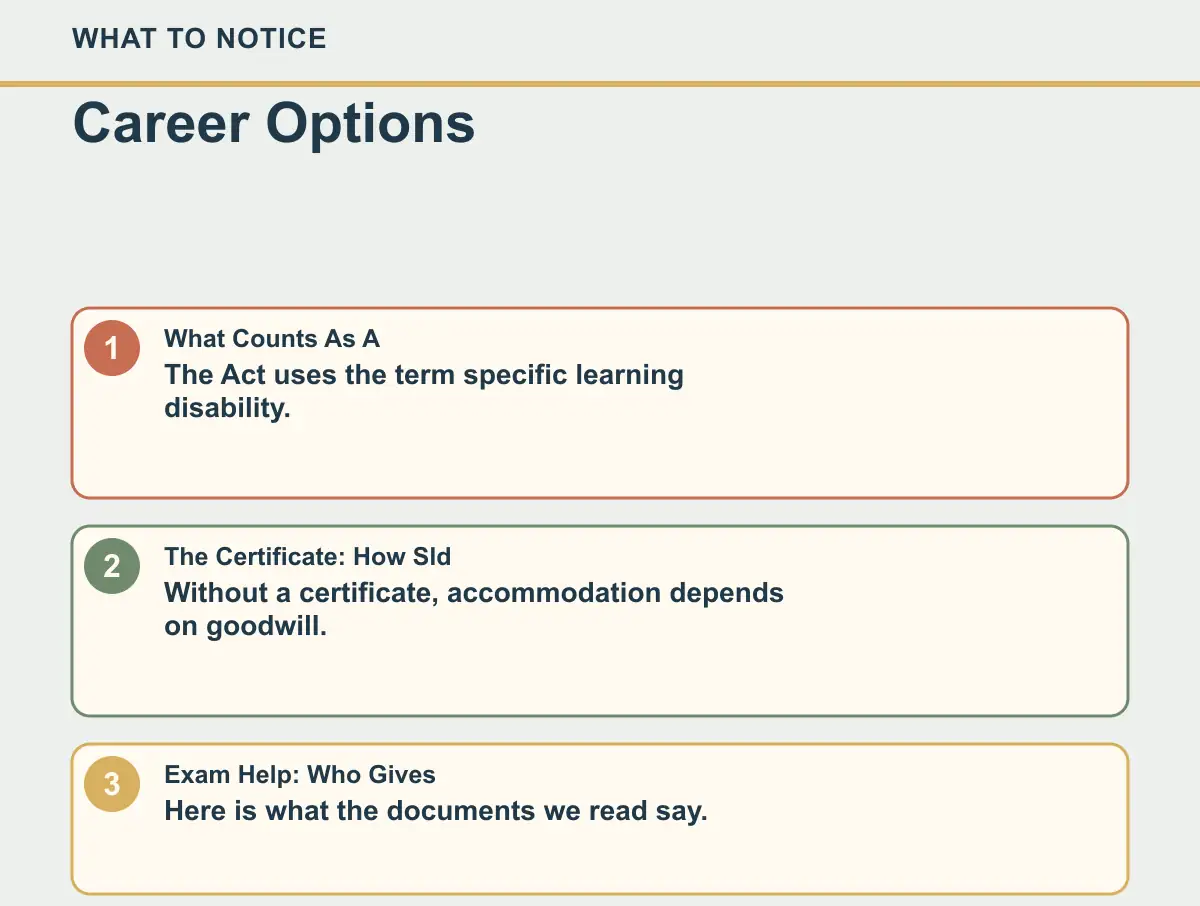 WHAT TO NOTICE
Career Options
1
What Counts As A
The Act uses the term specific learning
disability.
2
The Certificate: How Sld
Without a certificate, accommodation depends
on goodwill.
3
Exam Help: Who Gives
Here is what the documents we read say.